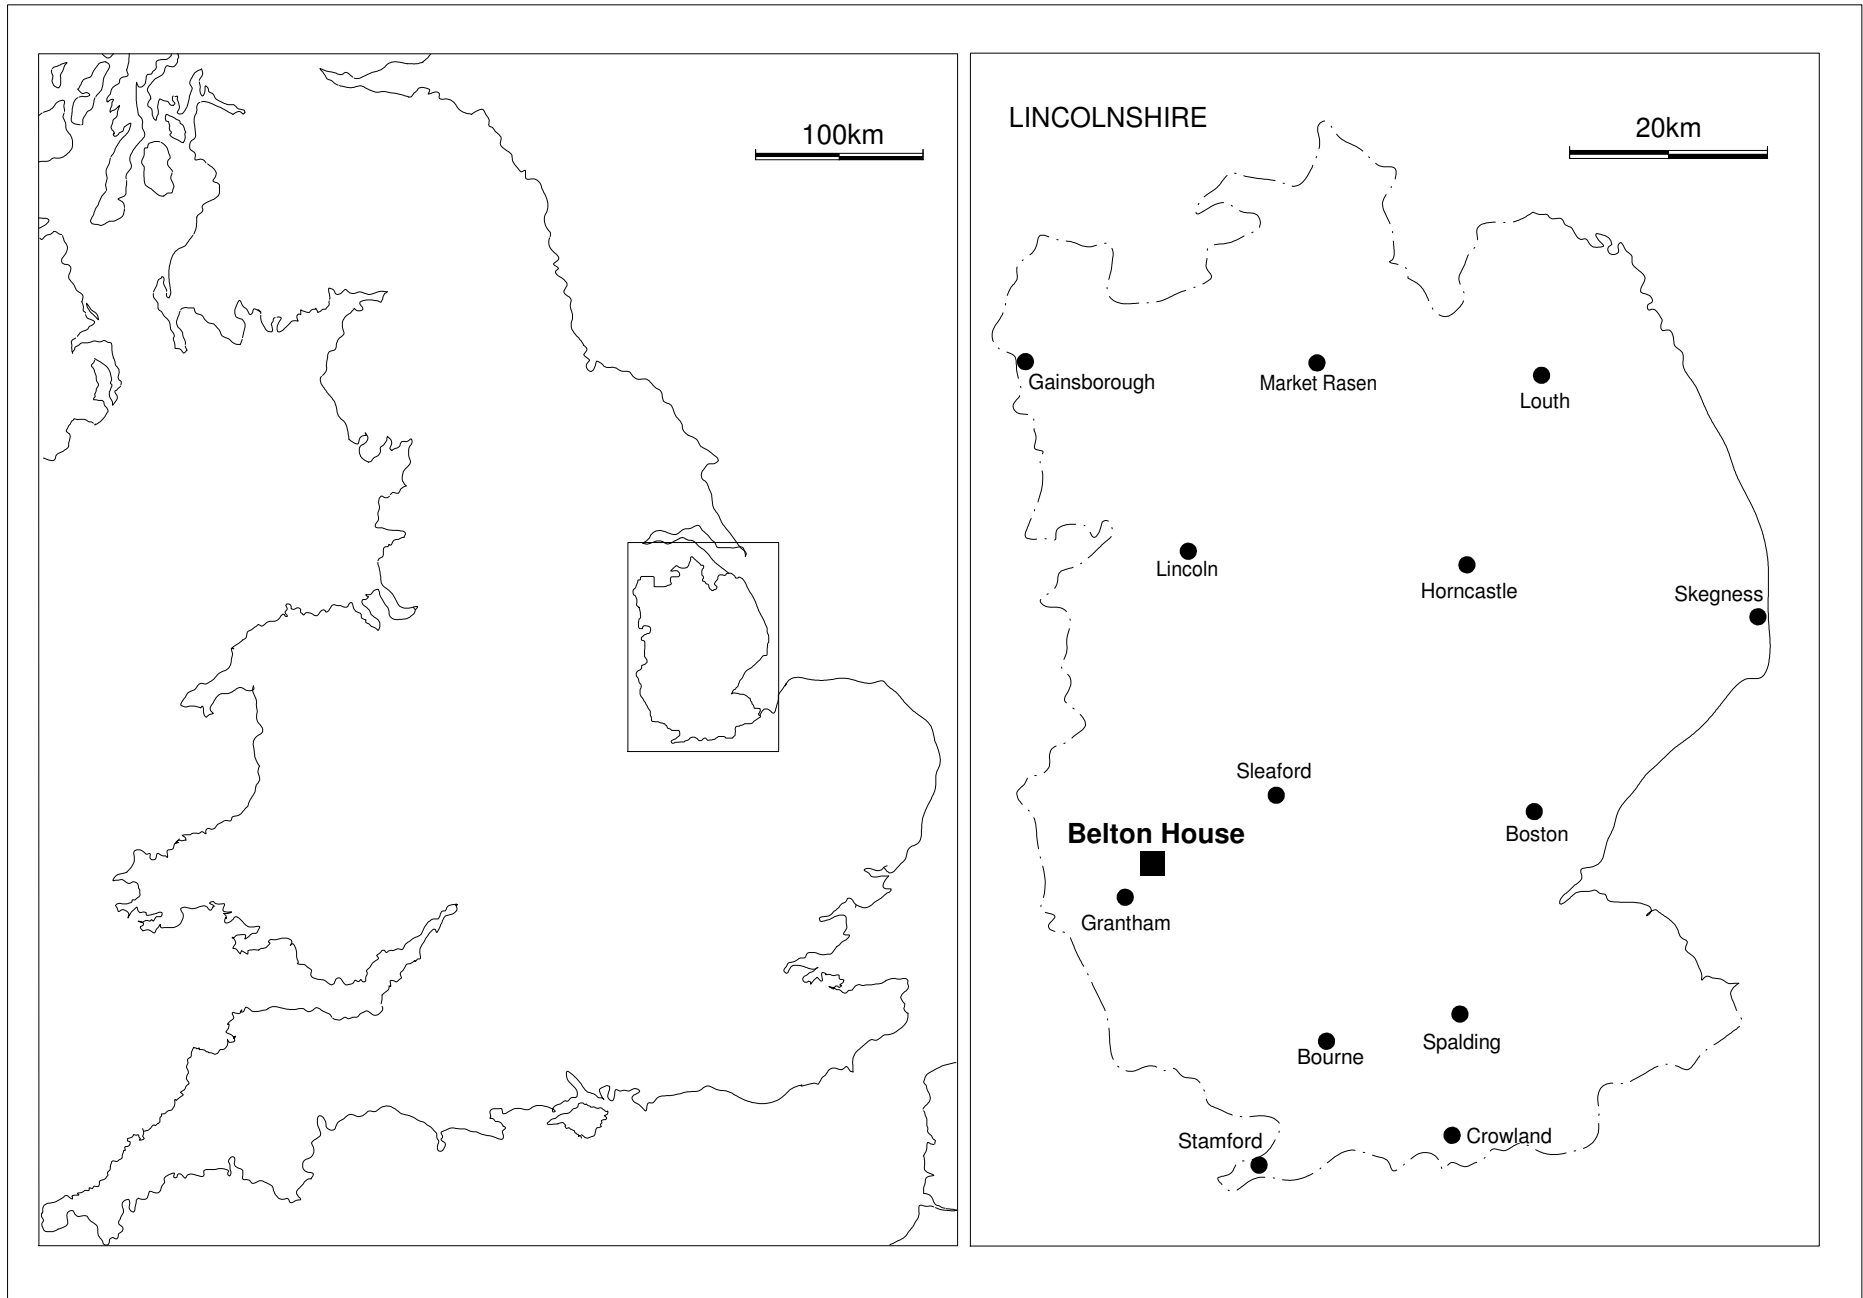 100km
LINCOLNSHIRE
20km
Gainsborough
Market Rasen
Louth
Lincoln
Horncastle
Skegness
Sleaford
Belton House
Boston
Grantham
Bourne
Spalding
Stamford
Crowland